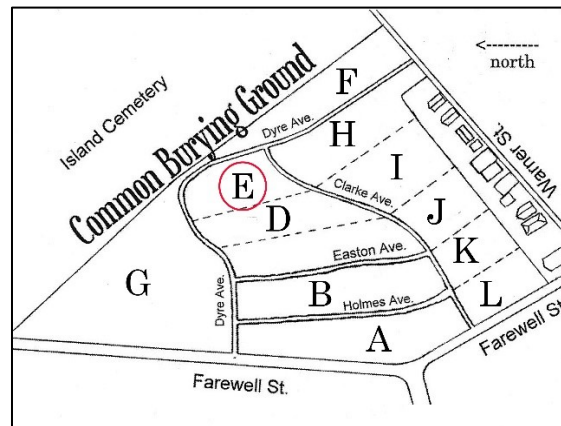 Island Cemetery
Common Burying Ground
north
F
Dyre Ave.
H
Warner St.
I
E
Clarke Ave.
D
J
Easton Ave.
K
G
Dyre Ave.
B
Holmes Ave.
L
A
Farewell St.
Farewell St.